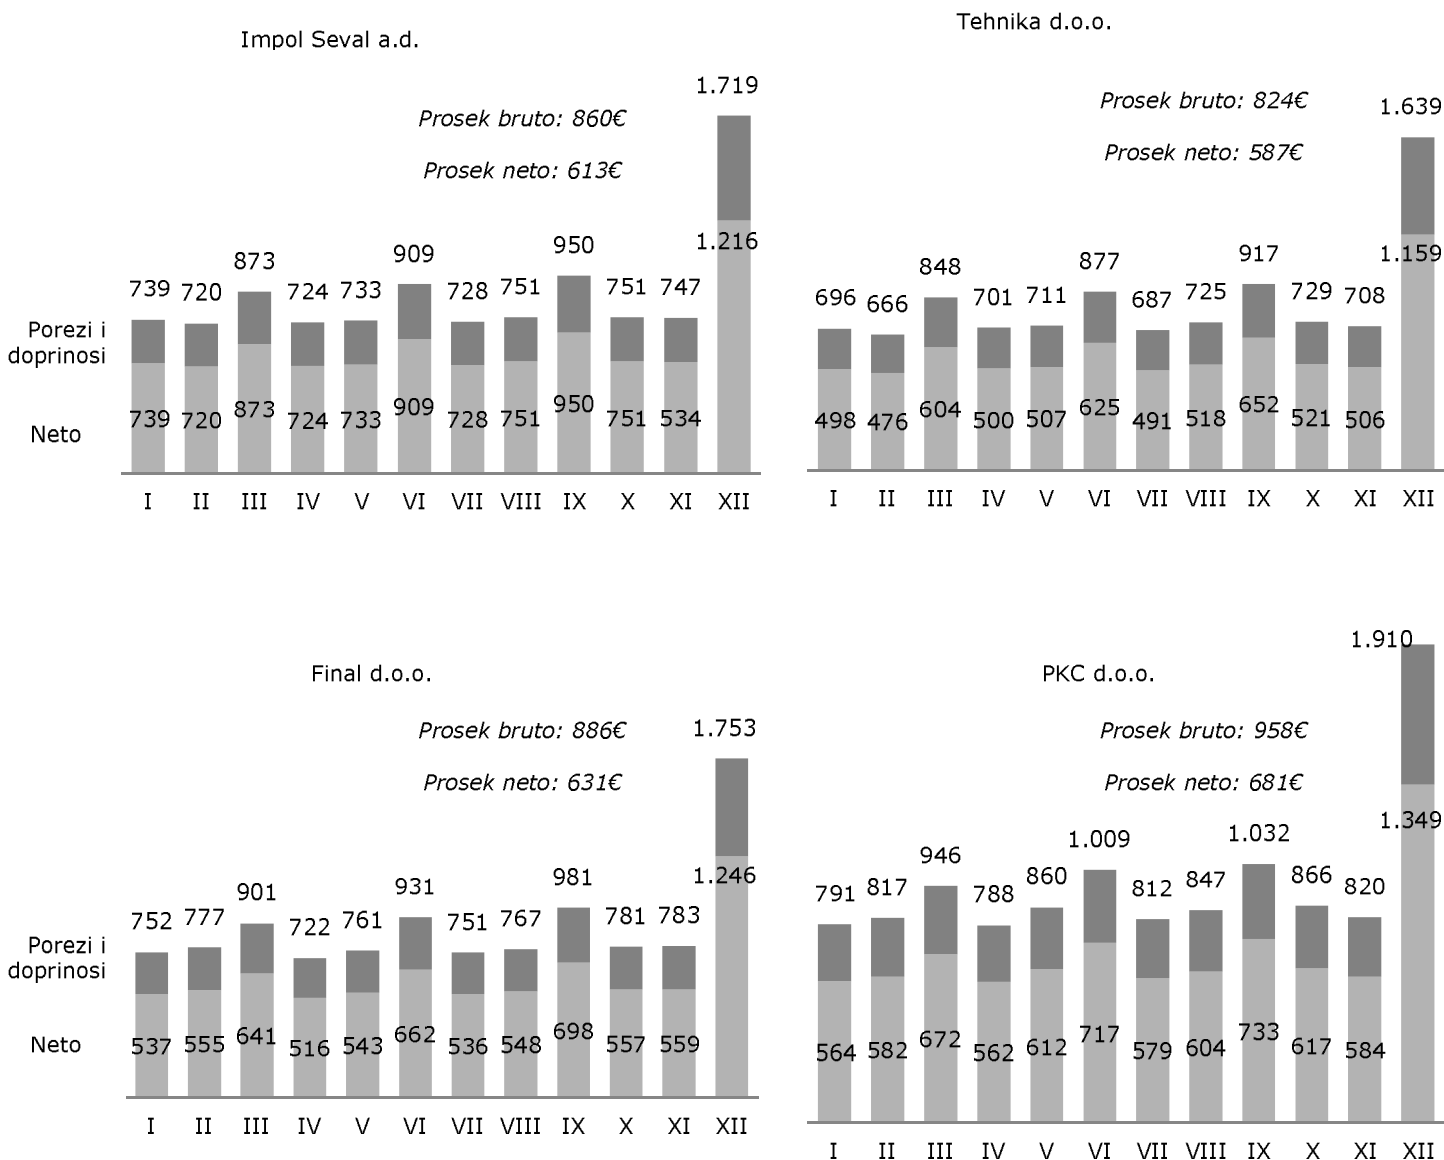 Impol Seval a.d.
Prosek bruto: 860€
Prosek neto: 613€
1.719
1.216
739 720 873 724 733 909 728 751 950 751 747
Porezi i
doprinosi
Neto
739 720 873 724 733 909 728 751 950 751 534
I II III IV V VI VII VIII IX X XI XII
Tehnika d.o.o.
Prosek bruto: 824€
Prosek neto: 587€
1.639
1.159
696 666 848 701 711 877 687 725 917 729 708
498 476 604 500 507 625 491 518 652 521 506
I II III IV V VI VII VIII IX X XI XII
Final d.o.o.
Prosek bruto: 886€
Prosek neto: 631€
1.753
1.246
752 777 901 722 761 931 751 767 981 781 783
Porezi i
doprinosi
Neto
537 555 641 516 543 662 536 548 698 557 559
I II III IV V VI VII VIII IX X XI XII
PKC d.o.o.
Prosek bruto: 958€
Prosek neto: 681€
1.910
1.349
791 817 946 788 860 1.009 812 847 1.032 866 820
564 582 672 562 612 717 579 604 733 617 584
I II III IV V VI VII VIII IX X XI XII